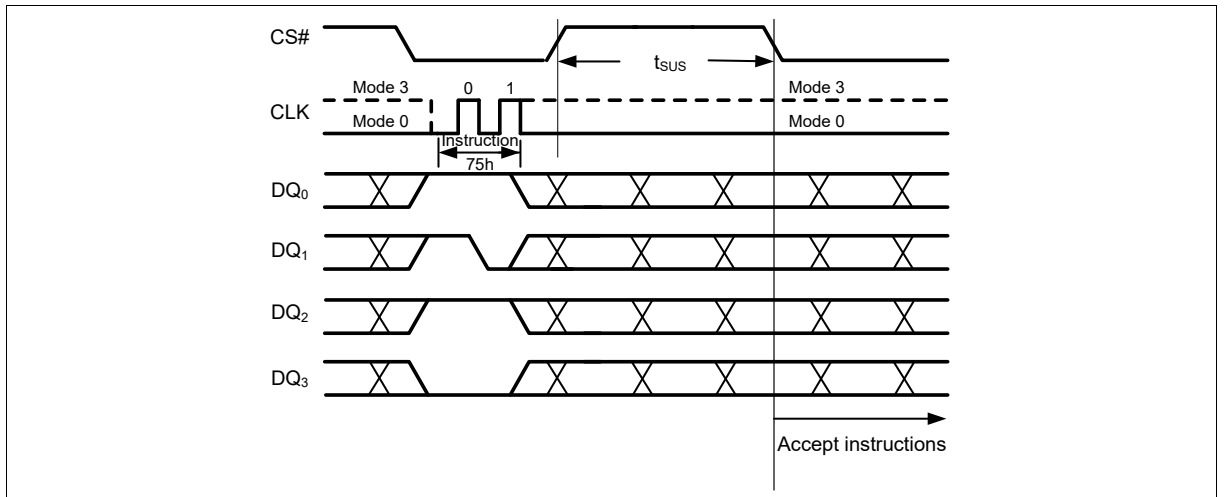 CS#
tSUS
Mode 3 0 1 Mode 3
CLK
Mode 0 Mode 0
Instruction
75h
DQ0
DQ1
DQ2
DQ3
Accept instructions